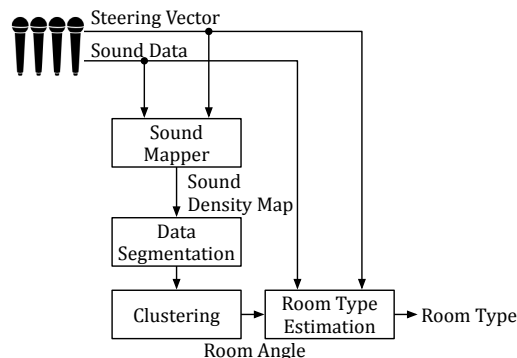 Steering Vector
Sound Data
Sound
Mapper
Sound
Density Map
Data
Segmentation
Clustering
Room Type
Estimation
Room Type
Room Angle